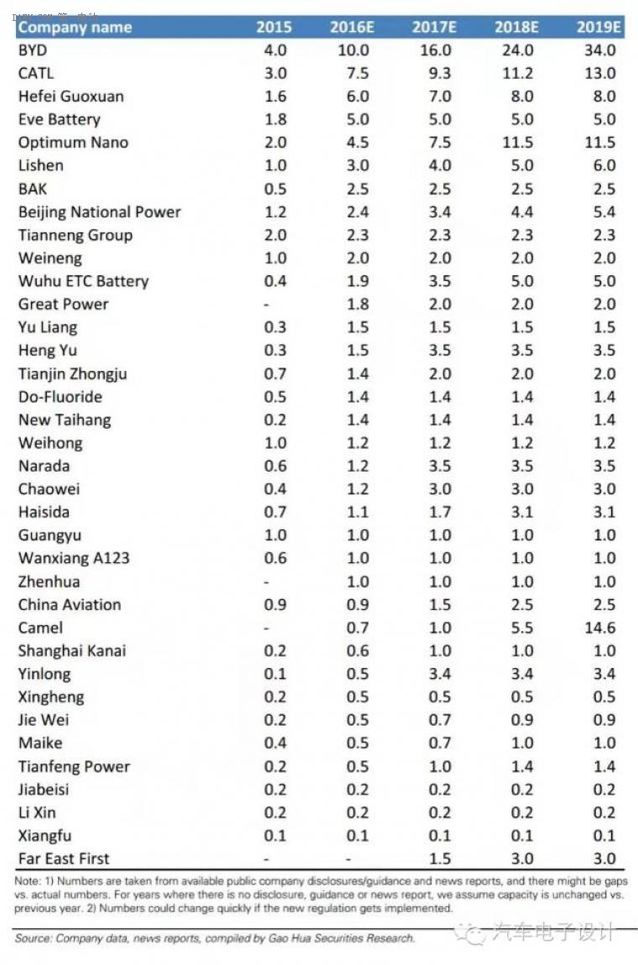 Company name 2015 2016E 2017E 2018E 2019E
BYD 4.0 10.0 16.0 24.0 34.0
CATL 3.0 7.5 9.3 11.2 13.0
Hefei Guoxuan 1.6 6.0 7.0 8.0 8.0
Eve Battery 1.8 5.0 5.0 5.0 5.0
Optimum Nano 2.0 4.5 7.5 11.5 11.5
Lishen 1.0 3.0 4.0 5.0 6.0
BAK 0.5 2.5 2.5 2.5 2.5
Beijing National Power 1.2 2.4 3.4 4.4 5.4
Tianneng Group 2.0 2.3 2.3 2.3 2.3
Weineng 1.0 2.0 2.0 2.0 2.0
Wuhu ETC Battery 0.4 1.9 3.5 5.0 5.0
Great Power - 1.8 2.0 2.0 2.0
Yu Liang 0.3 1.5 1.5 1.5 1.5
Heng Yu 0.3 1.5 3.5 3.5 3.5
Tianjin Zhongju 0.7 1.4 2.0 2.0 2.0
Do-Fluoride 0.5 1.4 1.4 1.4 1.4
New Taihang 0.2 1.4 1.4 1.4 1.4
Weihong 1.0 1.2 1.2 1.2 1.2
Narada 0.6 1.2 3.5 3.5 3.5
Chaowei 0.4 1.2 3.0 3.0 3.0
Haisida 0.7 1.1 1.7 3.1 3.1
Guangyu 1.0 1.0 1.0 1.0 1.0
Wanxiang A123 0.6 1.0 1.0 1.0 1.0
Zhenhua - 1.0 1.0 1.0 1.0
China Aviation 0.9 0.9 1.5 2.5 2.5
Camel - 0.7 1.0 5.5 14.6
Shanghai Kanai 0.2 0.6 1.0 1.0 1.0
Yinlong 0.1 0.5 3.4 3.4 3.4
Xingheng 0.2 0.5 0.5 0.5 0.5
Jie Wei 0.2 0.5 0.7 0.9 0.9
Maike 0.4 0.5 0.7 1.0 1.0
Tianfeng Power 0.2 0.5 1.0 1.4 1.4
Jiabeisi 0.2 0.2 0.2 0.2 0.2
Li Xin 0.2 0.2 0.2 0.2 0.2
Xiangfu 0.1 0.1 0.1 0.1 0.1
Far East First - - 1.5 3.0 3.0
Note: 1) Numbers are taken from available public company disclosures/guidance and news reports, and there might be gaps
vs. actual numbers. For years where there is no disclosure, guidance or news report, we assume capacity is unchanged vs.
previous year. 2) Numbers could change quickly if the new regulation gets implemented.
Source: Company data, news reports, compiled by Gao Hua Securities Research.
汽车电子设计